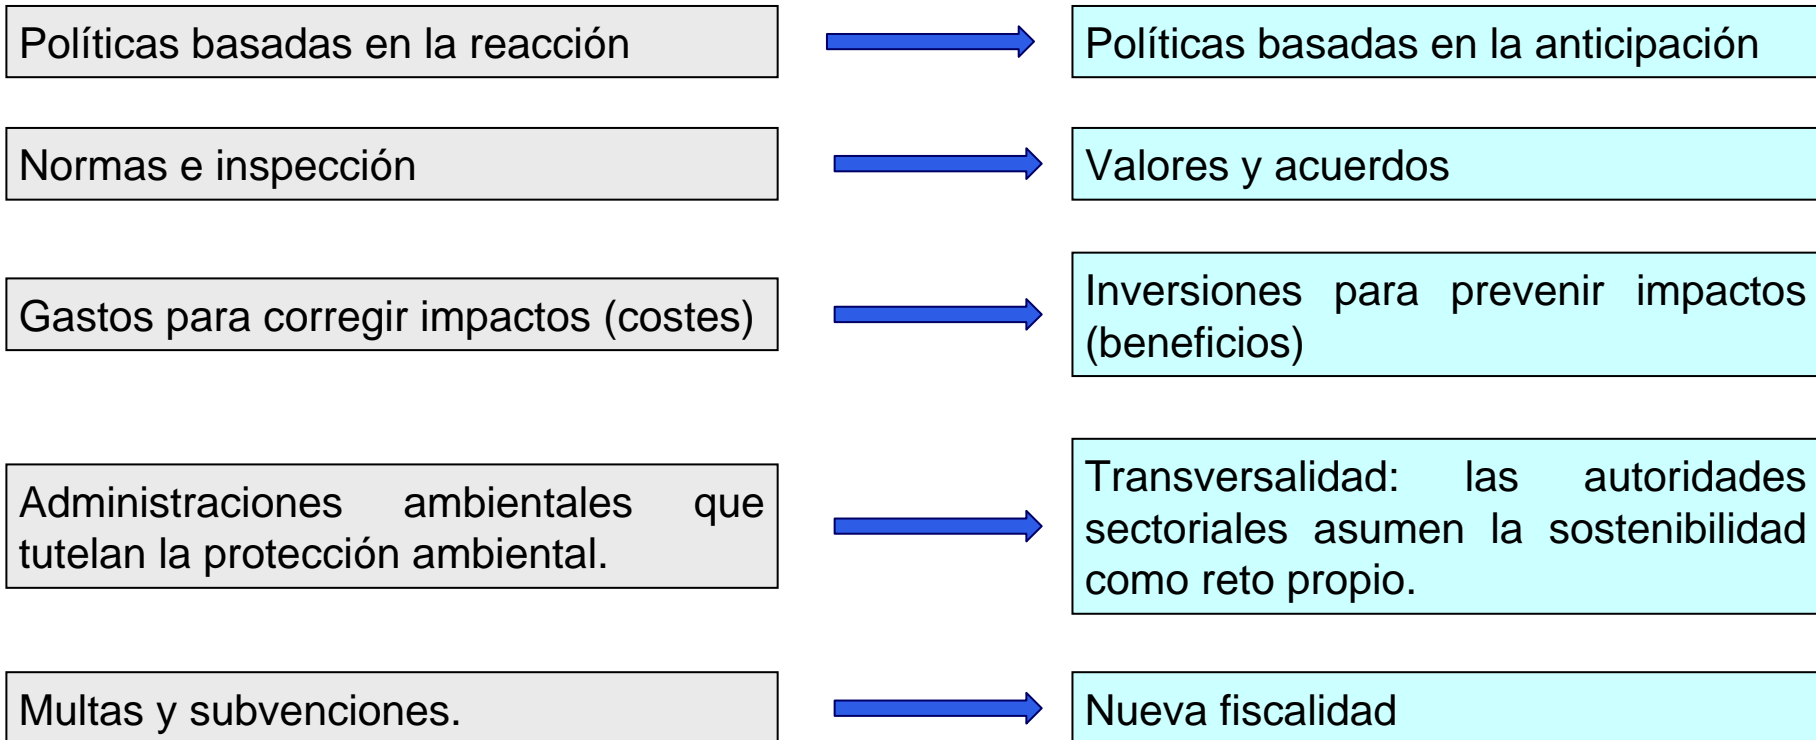 Políticas basadas en la reacción
Políticas basadas en la anticipación
Normas e inspección
Valores y acuerdos
Gastos para corregir impactos (costes)
Inversiones para prevenir impactos
(beneficios)
Administraciones ambientales que
tutelan la protección ambiental.
Transversalidad: las autoridades
sectoriales asumen la sostenibilidad
como reto propio.
Multas y subvenciones.
Nueva fiscalidad